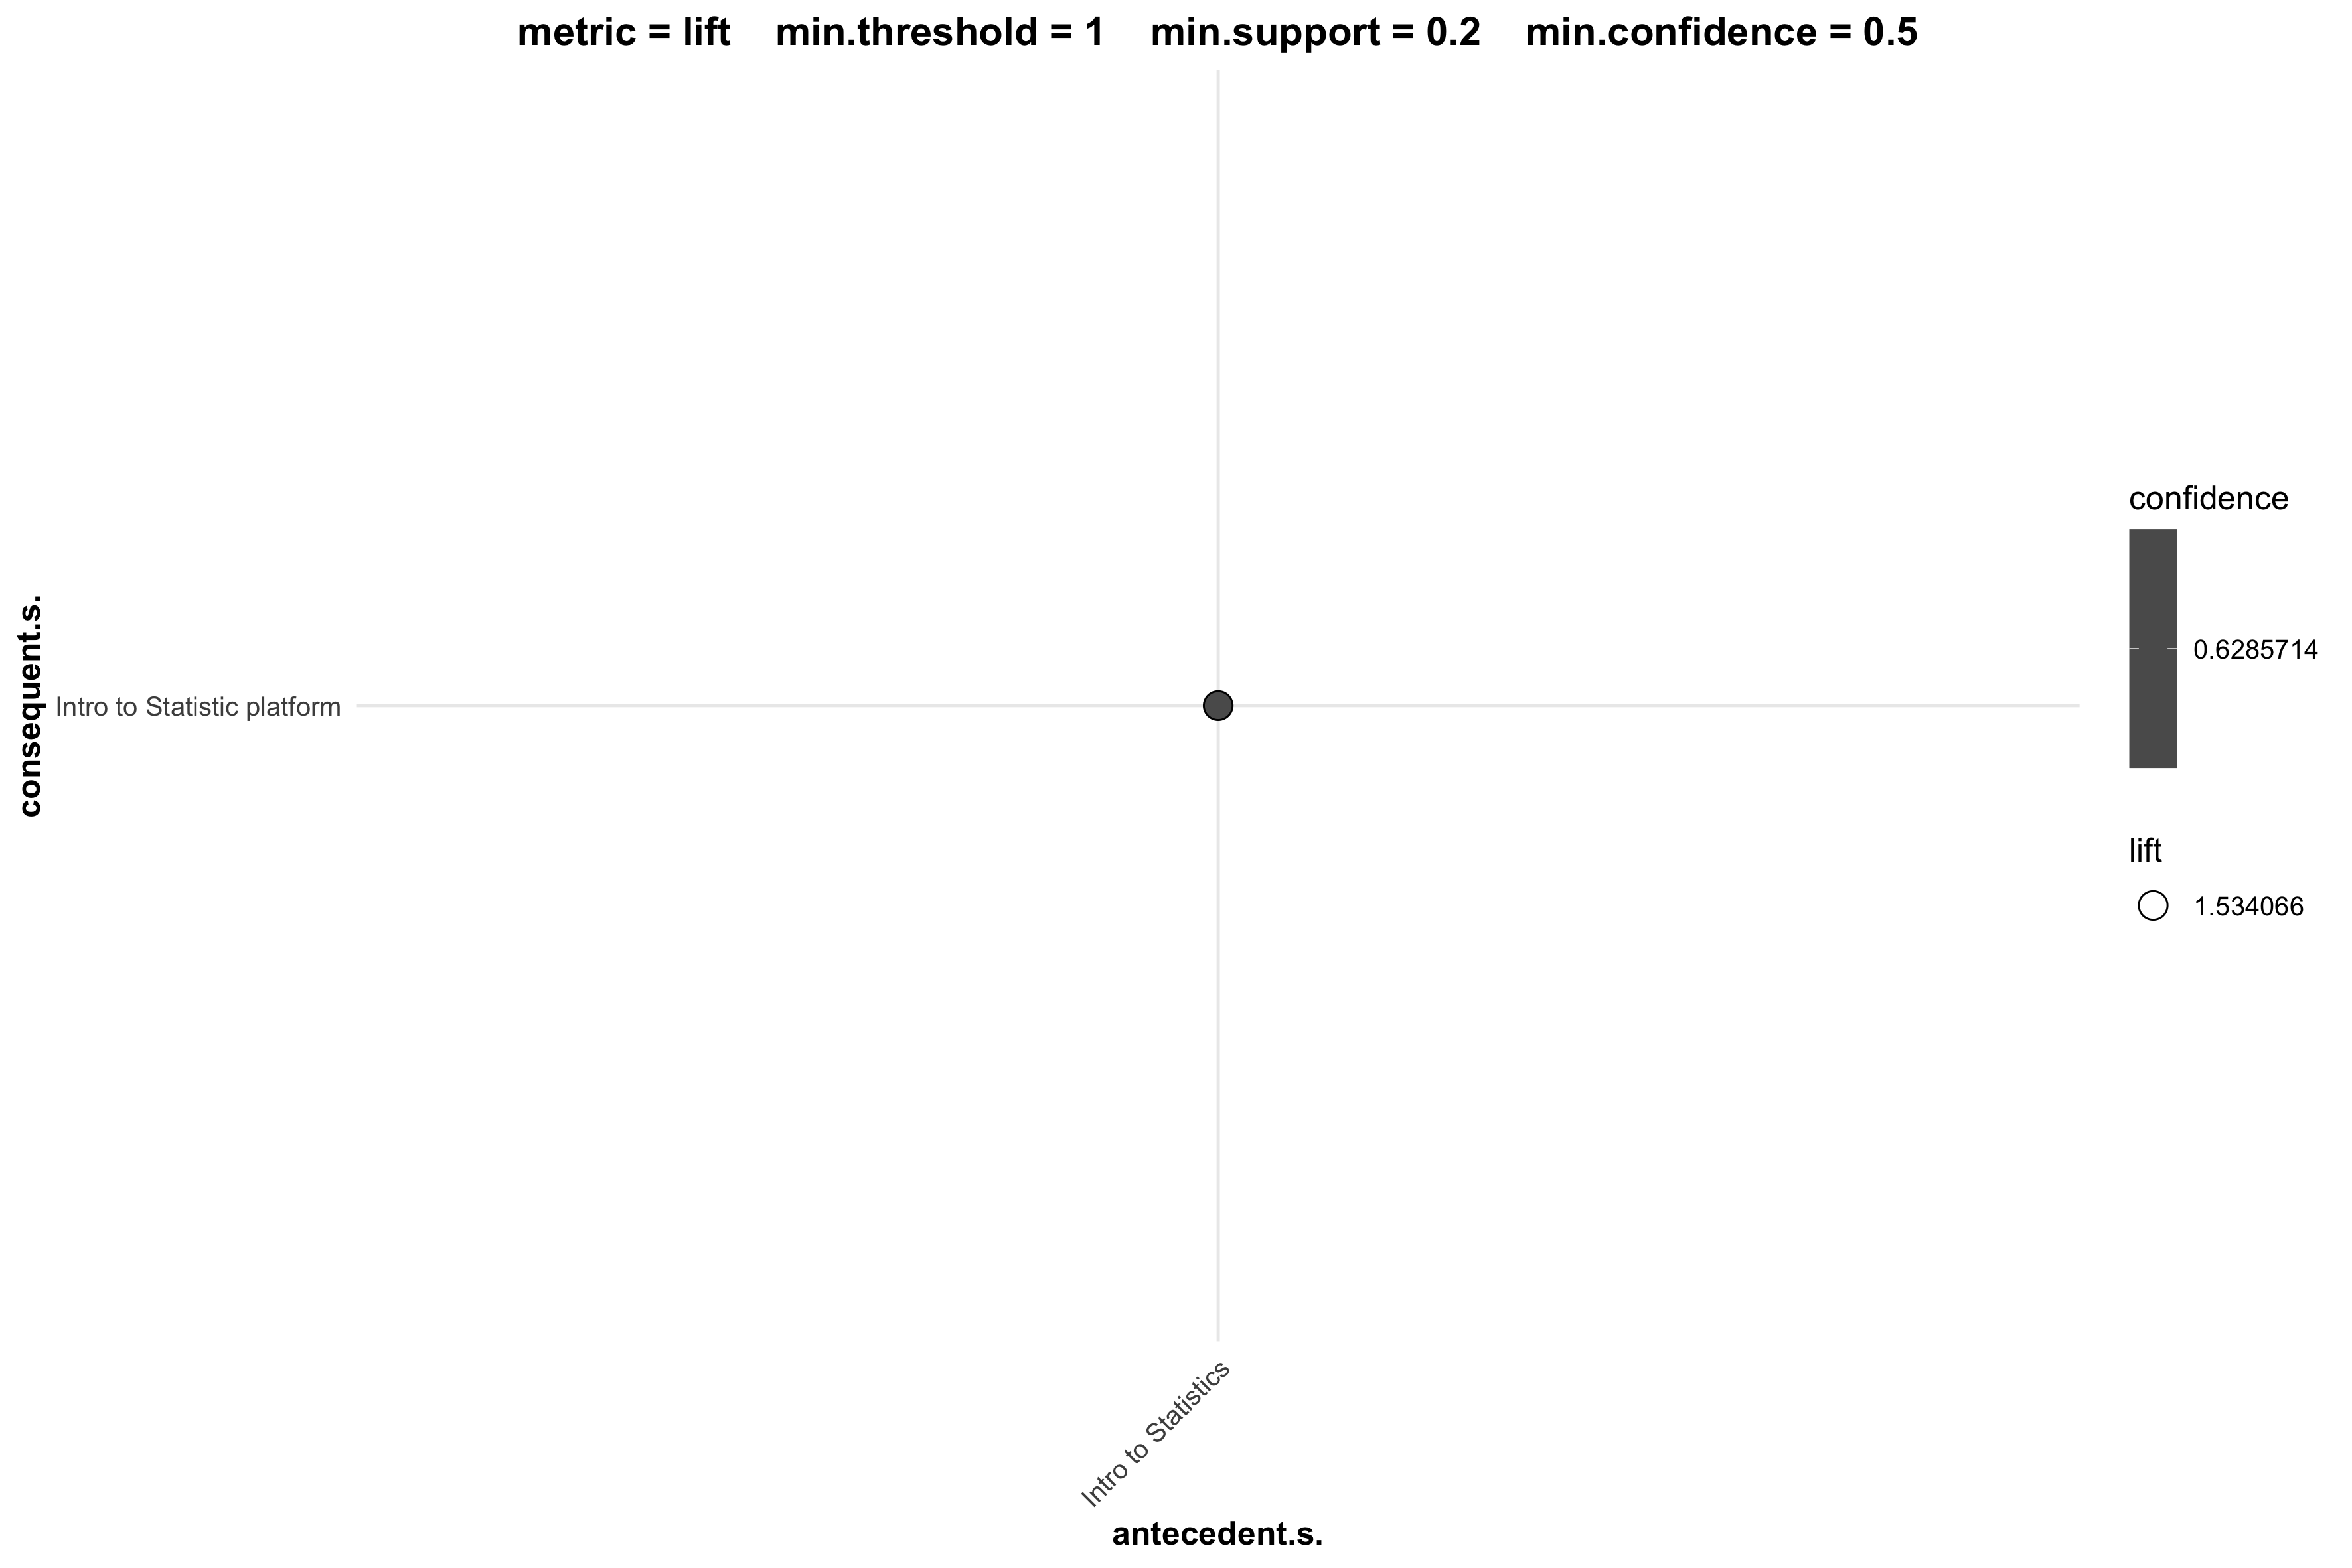 metric = lift    min.threshold = 1    min.support = 0.2    min.confidence = 0.5
consequent.s.
Intro to Statistic platform
confidence
0.6285714
lift
1.534066
Intro to Statistics
antecedent.s.